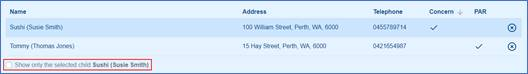 Name Address Telephone Concern ↓ PAR
Sushi (Susie Smith) 100 William Street, Perth, WA, 6000 0455789714
Tommy (Thomas Jones) 15 Hay Street, Perth, WA, 6000 0421654987
Show only the selected child Sushi (Susie Smith)